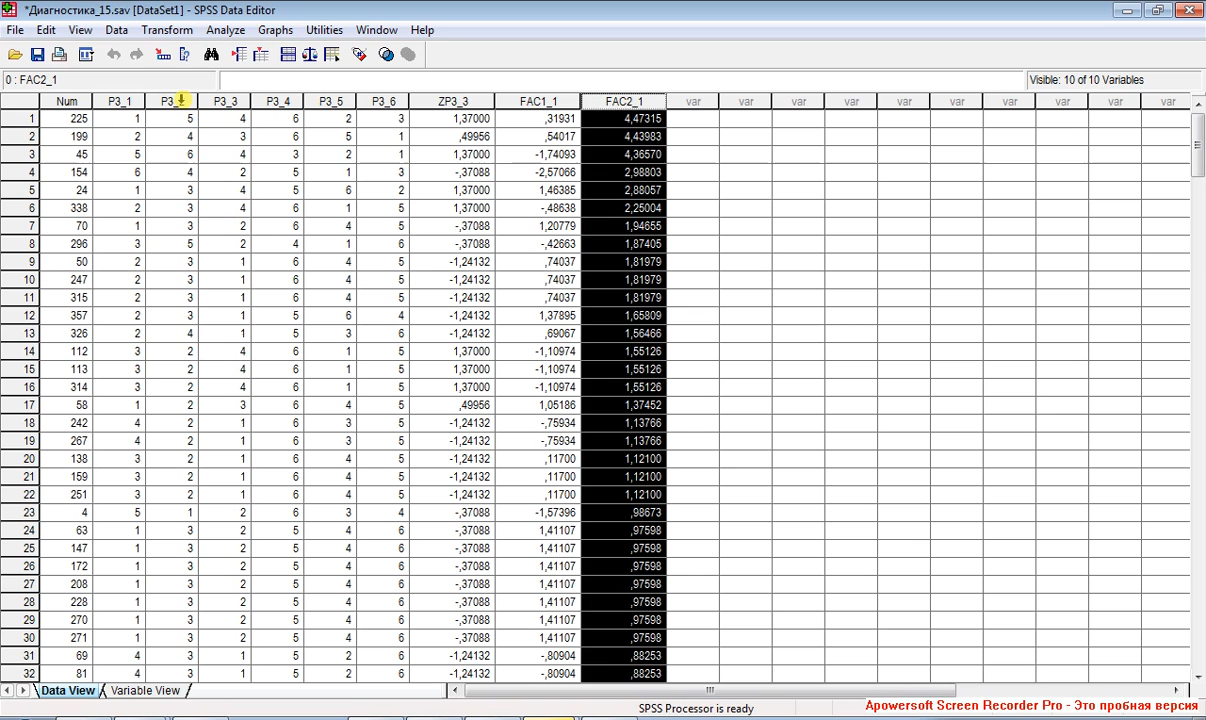 *Диагностика_15.sav [DataSet1] - SPSS Data Editor
File Edit View Data Transform Analyze Graphs Utilities Window Help
0 : FAC2_1 Visible: 10 of 10 Variables
Num P3_1 P3_2 P3_3 P3_4 P3_5 P3_6 ZP3_3 FAC1_1 FAC2_1 var var var var var var var var var var
1 225 1 5 4 6 2 3 1,37000 ,31931 4,47315
2 199 2 4 3 6 5 1 ,49956 ,54017 4,43983
3 45 5 6 4 3 2 1 1,37000 -1,74093 4,36570
4 154 6 4 2 5 1 3 -,37088 -2,57066 2,98803
5 24 1 3 4 5 6 2 1,37000 1,46385 2,88057
6 338 2 3 4 6 1 5 1,37000 -,48638 2,25004
7 70 1 3 2 6 4 5 -,37088 1,20779 1,94655
8 296 3 5 2 4 1 6 -,37088 -,42663 1,87405
9 50 2 3 1 6 4 5 -1,24132 ,74037 1,81979
10 247 2 3 1 6 4 5 -1,24132 ,74037 1,81979
11 315 2 3 1 6 4 5 -1,24132 ,74037 1,81979
12 357 2 3 1 5 6 4 -1,24132 1,37895 1,65809
13 326 2 4 1 5 3 6 -1,24132 ,69067 1,56466
14 112 3 2 4 6 1 5 1,37000 -1,10974 1,55126
15 113 3 2 4 6 1 5 1,37000 -1,10974 1,55126
16 314 3 2 4 6 1 5 1,37000 -1,10974 1,55126
17 58 1 2 3 6 4 5 ,49956 1,05186 1,37452
18 242 4 2 1 6 3 5 -1,24132 -,75934 1,13766
19 267 4 2 1 6 3 5 -1,24132 -,75934 1,13766
20 138 3 2 1 6 4 5 -1,24132 ,11700 1,12100
21 159 3 2 1 6 4 5 -1,24132 ,11700 1,12100
22 251 3 2 1 6 4 5 -1,24132 ,11700 1,12100
23 4 5 1 2 6 3 4 -,37088 -1,57396 ,98673
24 63 1 3 2 5 4 6 -,37088 1,41107 ,97598
25 147 1 3 2 5 4 6 -,37088 1,41107 ,97598
26 172 1 3 2 5 4 6 -,37088 1,41107 ,97598
27 208 1 3 2 5 4 6 -,37088 1,41107 ,97598
28 228 1 3 2 5 4 6 -,37088 1,41107 ,97598
29 270 1 3 2 5 4 6 -,37088 1,41107 ,97598
30 271 1 3 2 5 4 6 -,37088 1,41107 ,97598
31 69 4 3 1 5 2 6 -1,24132 -,80904 ,88253
32 81 4 3 1 5 2 6 -1,24132 -,80904 ,88253
Data View Variable View
SPSS Processor is ready
Apowersoft Screen Recorder Pro - Это пробная версия